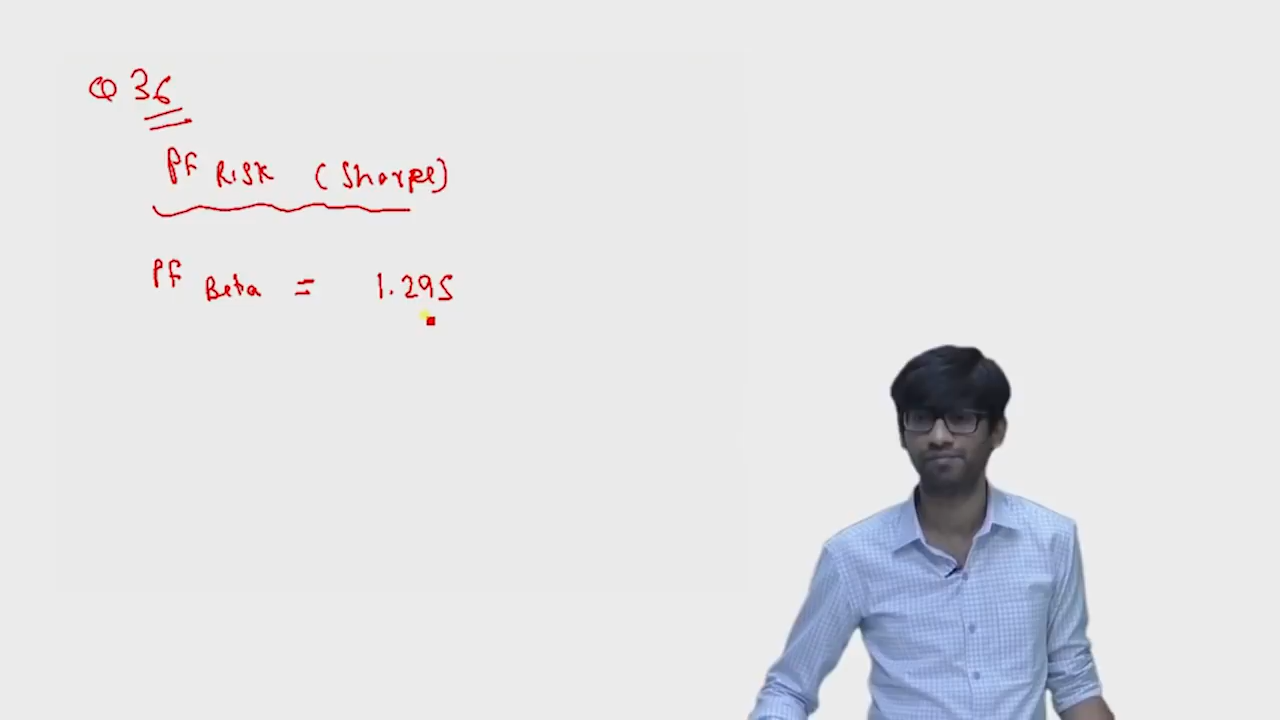 Q 36
PF Risk (Sharpe)
PF Beta = 1.295